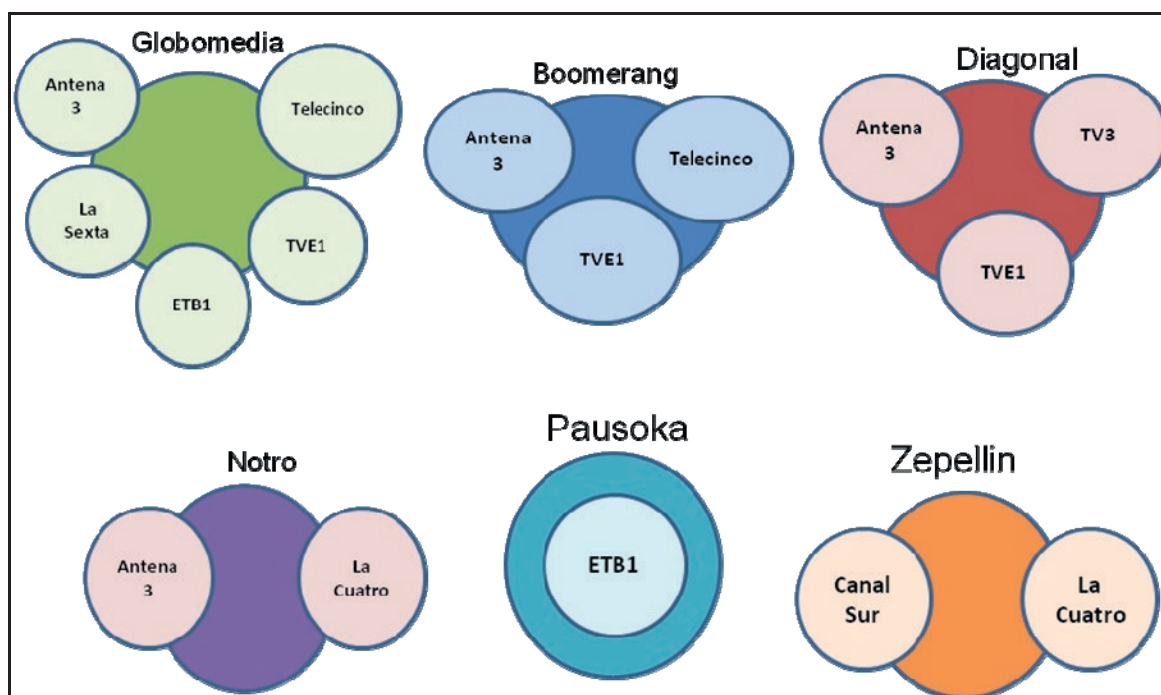 Globomedia
Antena
3
Telecinco
La
Sexta
TVE1
ETB1
Boomerang
Antena
3
Telecinco
TVE1
Diagonal
Antena
3
TV3
TVE1
Notro
Antena
3
La
Cuatro
Pausoka
ETB1
Zepellin
Canal
Sur
La
Cuatro